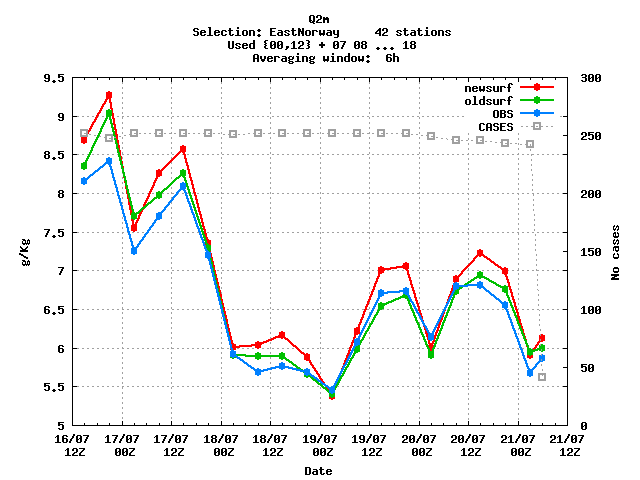 Q2m
Selection: EastNorway     42 stations
Used {00,12} + 07 08 ... 18
Averaging window:  6h
newsurf
oldsurf
OBS
CASES
9.5
9
8.5
8
7.5
7
6.5
6
5.5
5
g/Kg
300
250
200
150
100
50
0
No cases
16/07 17/07 17/07 18/07 18/07 19/07 19/07 20/07 20/07 21/07 21/07
12Z 00Z 12Z 00Z 12Z 00Z 12Z 00Z 12Z 00Z 12Z
Date